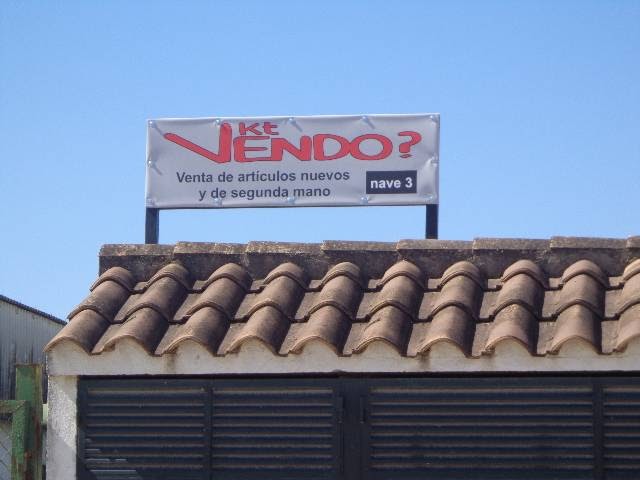 Kt
VENDO?
Venta de artículos nuevos
y de segunda mano
nave 3